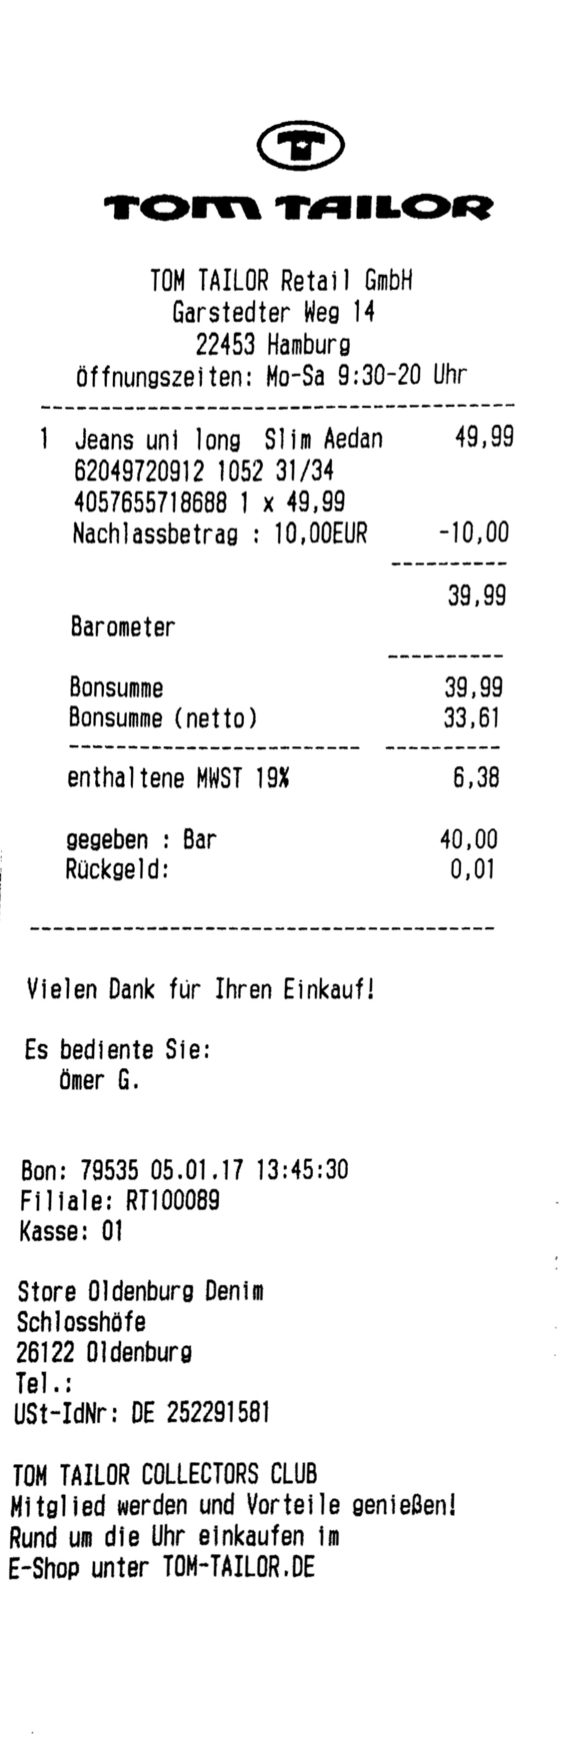 T
TOM TAILOR
TOM TAILOR Retail GmbH
Garstedter Weg 14
22453 Hamburg
Öffnungszeiten: Mo-Sa 9:30-20 Uhr
1 Jeans uni long Slim Aedan 49,99
62049720912 1052 31/34
4057655718688 1 x 49,99
Nachlassbetrag : 10,00EUR -10,00
39,99
Barometer
Bonsumme 39,99
Bonsumme (netto) 33,61
enthaltene MWST 19% 6,38
gegeben : Bar 40,00
Rückgeld: 0,01
Vielen Dank für Ihren Einkauf!
Es bediente Sie:
Ömer G.
Bon: 79535 05.01.17 13:45:30
Filiale: RT100089
Kasse: 01
Store Oldenburg Denim
Schlosshöfe
26122 Oldenburg
Tel.:
USt-IdNr: DE 252291581
TOM TAILOR COLLECTORS CLUB
Mitglied werden und Vorteile genießen!
Rund um die Uhr einkaufen im
E-Shop unter TOM-TAILOR.DE